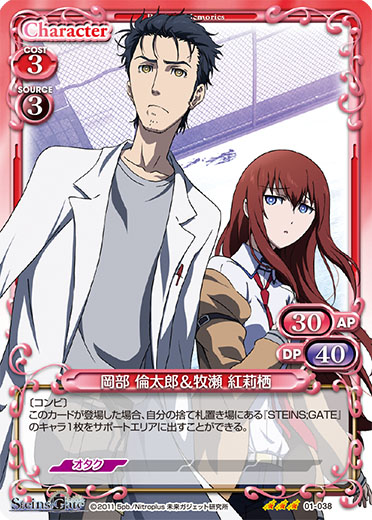 Character
COST
3
SOURCE
3
30 AP
DP 40
岡部 倫太郎&牧瀬 紅莉栖
〔コンビ〕
このカードが登場した場合、自分の捨て札置き場にある『STEINS;GATE』
のキャラ1枚をサポートエリアに出すことができる。
オタク
Steins;Gate
©2011 5pb./Nitroplus 未来ガジェット研究所
01-038